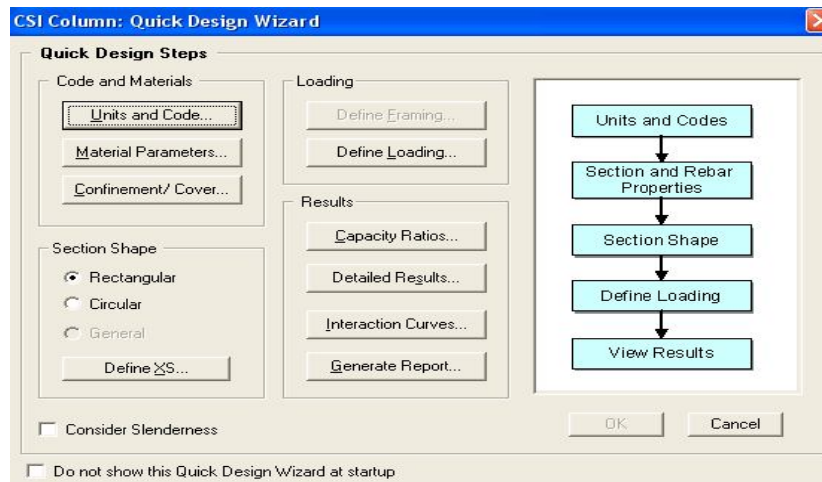 CSI Column: Quick Design Wizard
Quick Design Steps
Code and Materials
Units and Code...
Material Parameters...
Confinement/ Cover...
Section Shape
Rectangular
Circular
General
Define XS...
Consider Slenderness
Do not show this Quick Design Wizard at startup
Loading
Define Framing...
Define Loading...
Results
Capacity Ratios...
Detailed Results...
Interaction Curves...
Generate Report...
Units and Codes
Section and Rebar
Properties
Section Shape
Define Loading
View Results
OK
Cancel